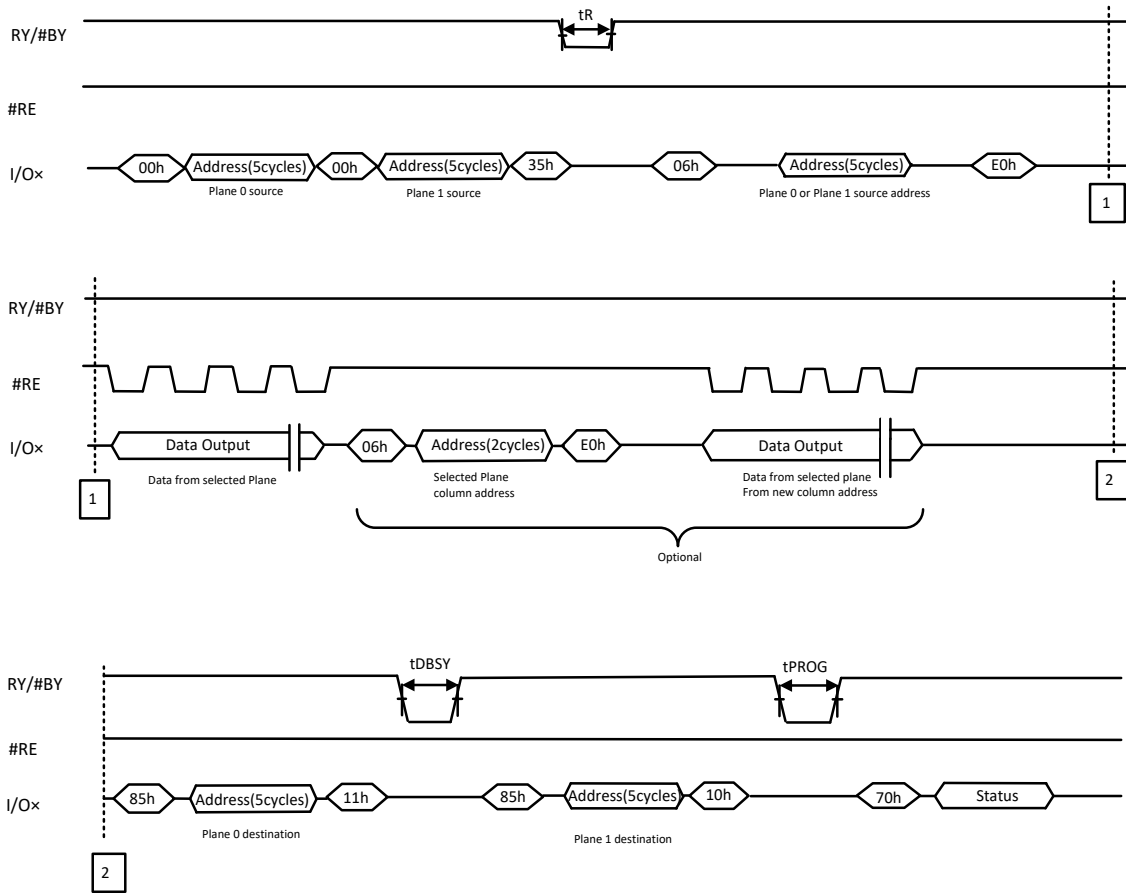 tR
RY/#BY
#RE
I/O×
00h Address(5cycles) 00h Address(5cycles) 35h 06h Address(5cycles) E0h
Plane 0 source Plane 1 source Plane 0 or Plane 1 source address
1
RY/#BY
#RE
I/O×
Data Output 06h Address(2cycles) E0h Data Output
Data from selected Plane
Selected Plane
column address
Data from selected plane
From new column address
1
2
Optional
tDBSY tPROG
RY/#BY
#RE
I/O×
85h Address(5cycles) 11h 85h Address(5cycles) 10h 70h Status
Plane 0 destination Plane 1 destination
2